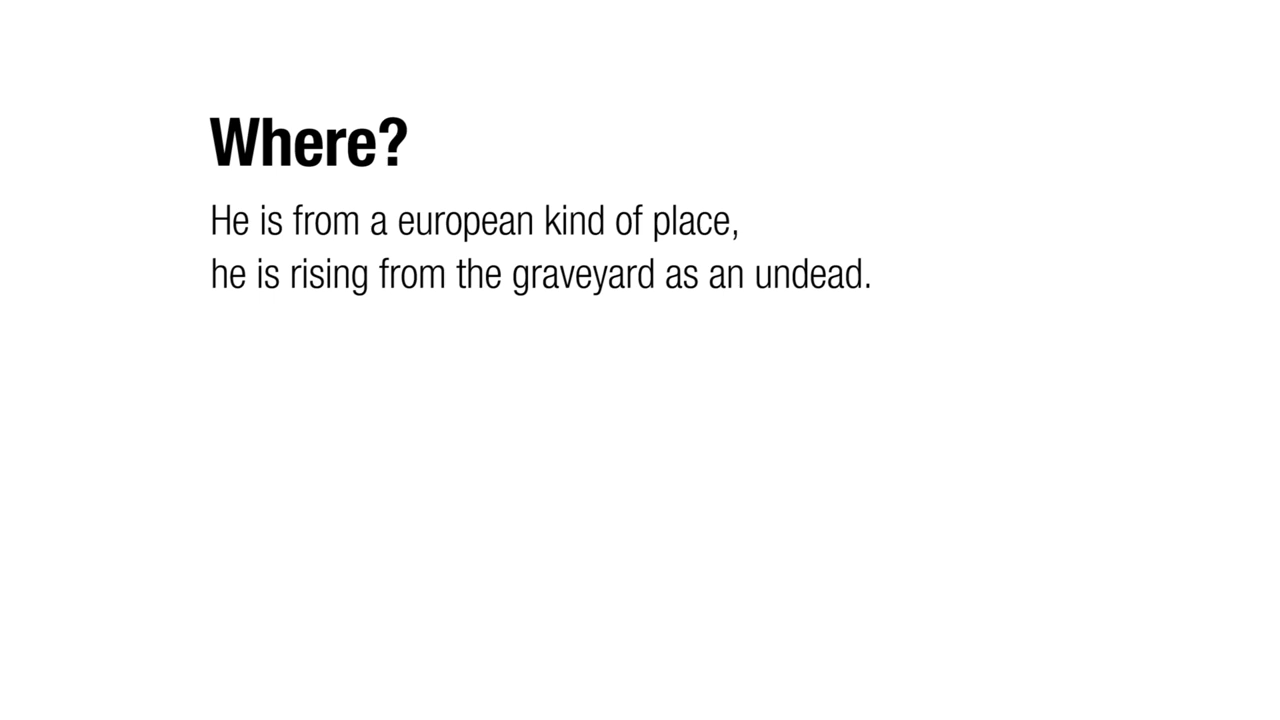 Where?
He is from a european kind of place,
he is rising from the graveyard as an undead.